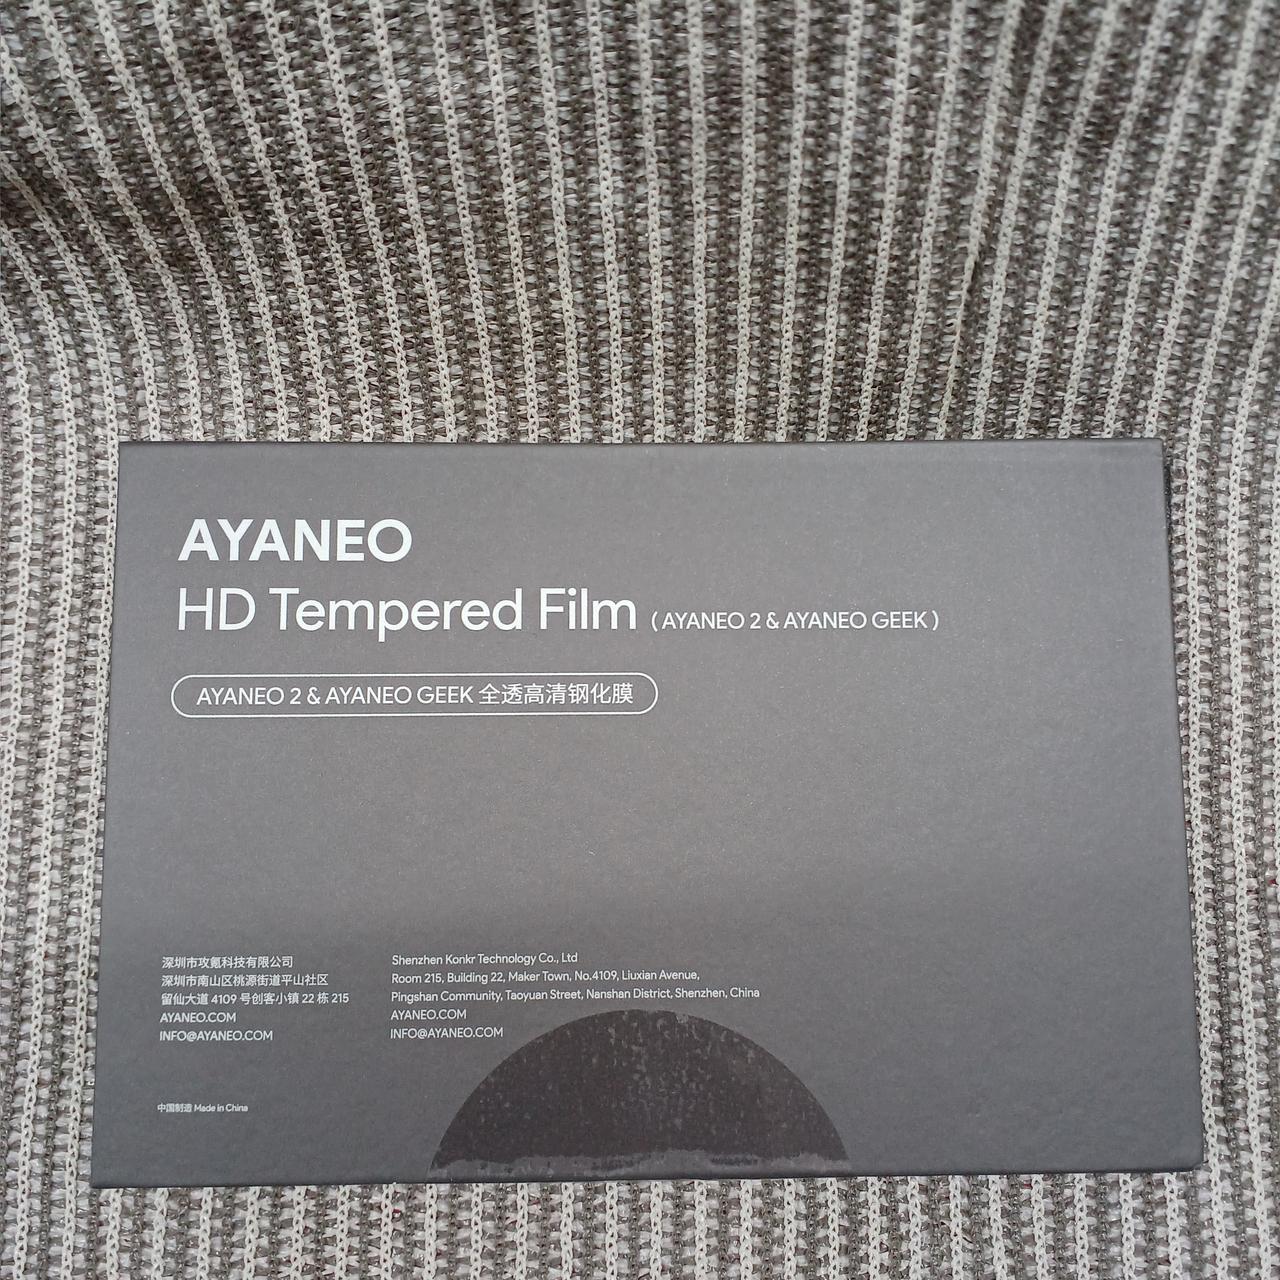 AYANEO
HD Tempered Film ( AYANEO 2 & AYANEO GEEK )
AYANEO 2 & AYANEO GEEK 全透高清钢化膜
深圳市攻氪科技有限公司
深圳市南山区桃源街道平山社区
留仙大道 4109 号创客小镇 22 栋 215
AYANEO.COM
INFO@AYANEO.COM
Shenzhen Konkr Technology Co., Ltd
Room 215, Building 22, Maker Town, No.4109, Liuxian Avenue,
Pingshan Community, Taoyuan Street, Nanshan District, Shenzhen, China
AYANEO.COM
INFO@AYANEO.COM
中国制造 Made in China